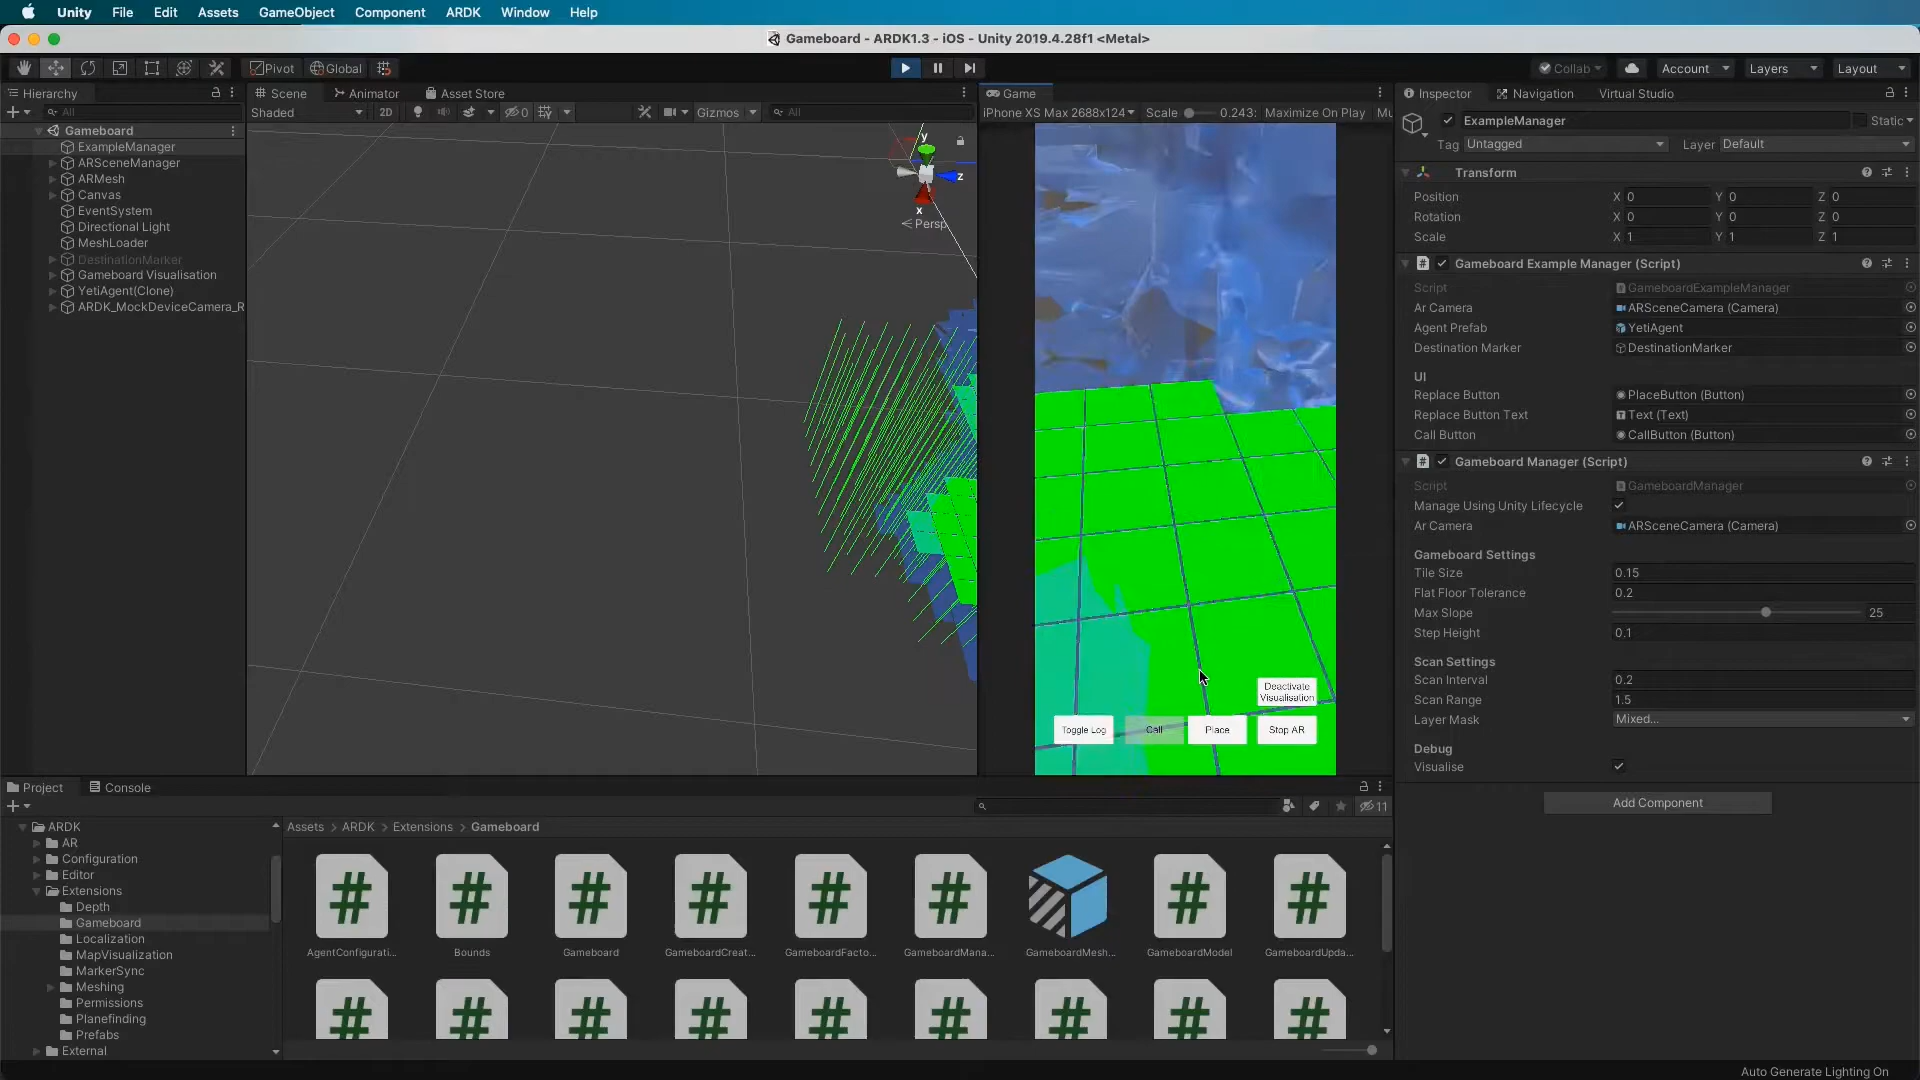 Unity File Edit Assets GameObject Component ARDK Window Help
Gameboard - ARDK1.3 - iOS - Unity 2019.4.28f1 <Metal>
Pivot Global Collab Account Layers Layout
Hierarchy
All
Gameboard
ExampleManager
ARSceneManager
ARMesh
Canvas
EventSystem
Directional Light
MeshLoader
DestinationMarker
Gameboard Visualisation
YetiAgent(Clone)
ARDK_MockDeviceCamera_R
Scene Animator Asset Store
Shaded 2D 0 Gizmos All
y
z
x
< Persp
Game
iPhone XS Max 2688x124 Scale 0.243: Maximize On Play Mu
Deactivate
Visualisation
Toggle Log Call Place Stop AR
Inspector Navigation Virtual Studio
ExampleManager Static
Tag Untagged Layer Default
Transform
Position X 0 Y 0 Z 0
Rotation X 0 Y 0 Z 0
Scale X 1 Y 1 Z 1
Gameboard Example Manager (Script)
Script GameboardExampleManager
Ar Camera ARSceneCamera (Camera)
Agent Prefab YetiAgent
Destination Marker DestinationMarker
UI
Replace Button PlaceButton (Button)
Replace Button Text Text (Text)
Call Button CallButton (Button)
Gameboard Manager (Script)
Script GameboardManager
Manage Using Unity Lifecycle
Ar Camera ARSceneCamera (Camera)
Gameboard Settings
Tile Size 0.15
Flat Floor Tolerance 0.2
Max Slope 25
Step Height 0.1
Scan Settings
Scan Interval 0.2
Scan Range 1.5
Layer Mask Mixed...
Debug
Visualise
Add Component
Project Console
11
ARDK
AR
Configuration
Editor
Extensions
Depth
Gameboard
Localization
MapVisualization
MarkerSync
Meshing
Permissions
Planefinding
Prefabs
External
Assets > ARDK > Extensions > Gameboard
AgentConfigurati... Bounds Gameboard GameboardCreat... GameboardFacto... GameboardMana... GameboardMesh... GameboardModel GameboardUpda...
Auto Generate Lighting On